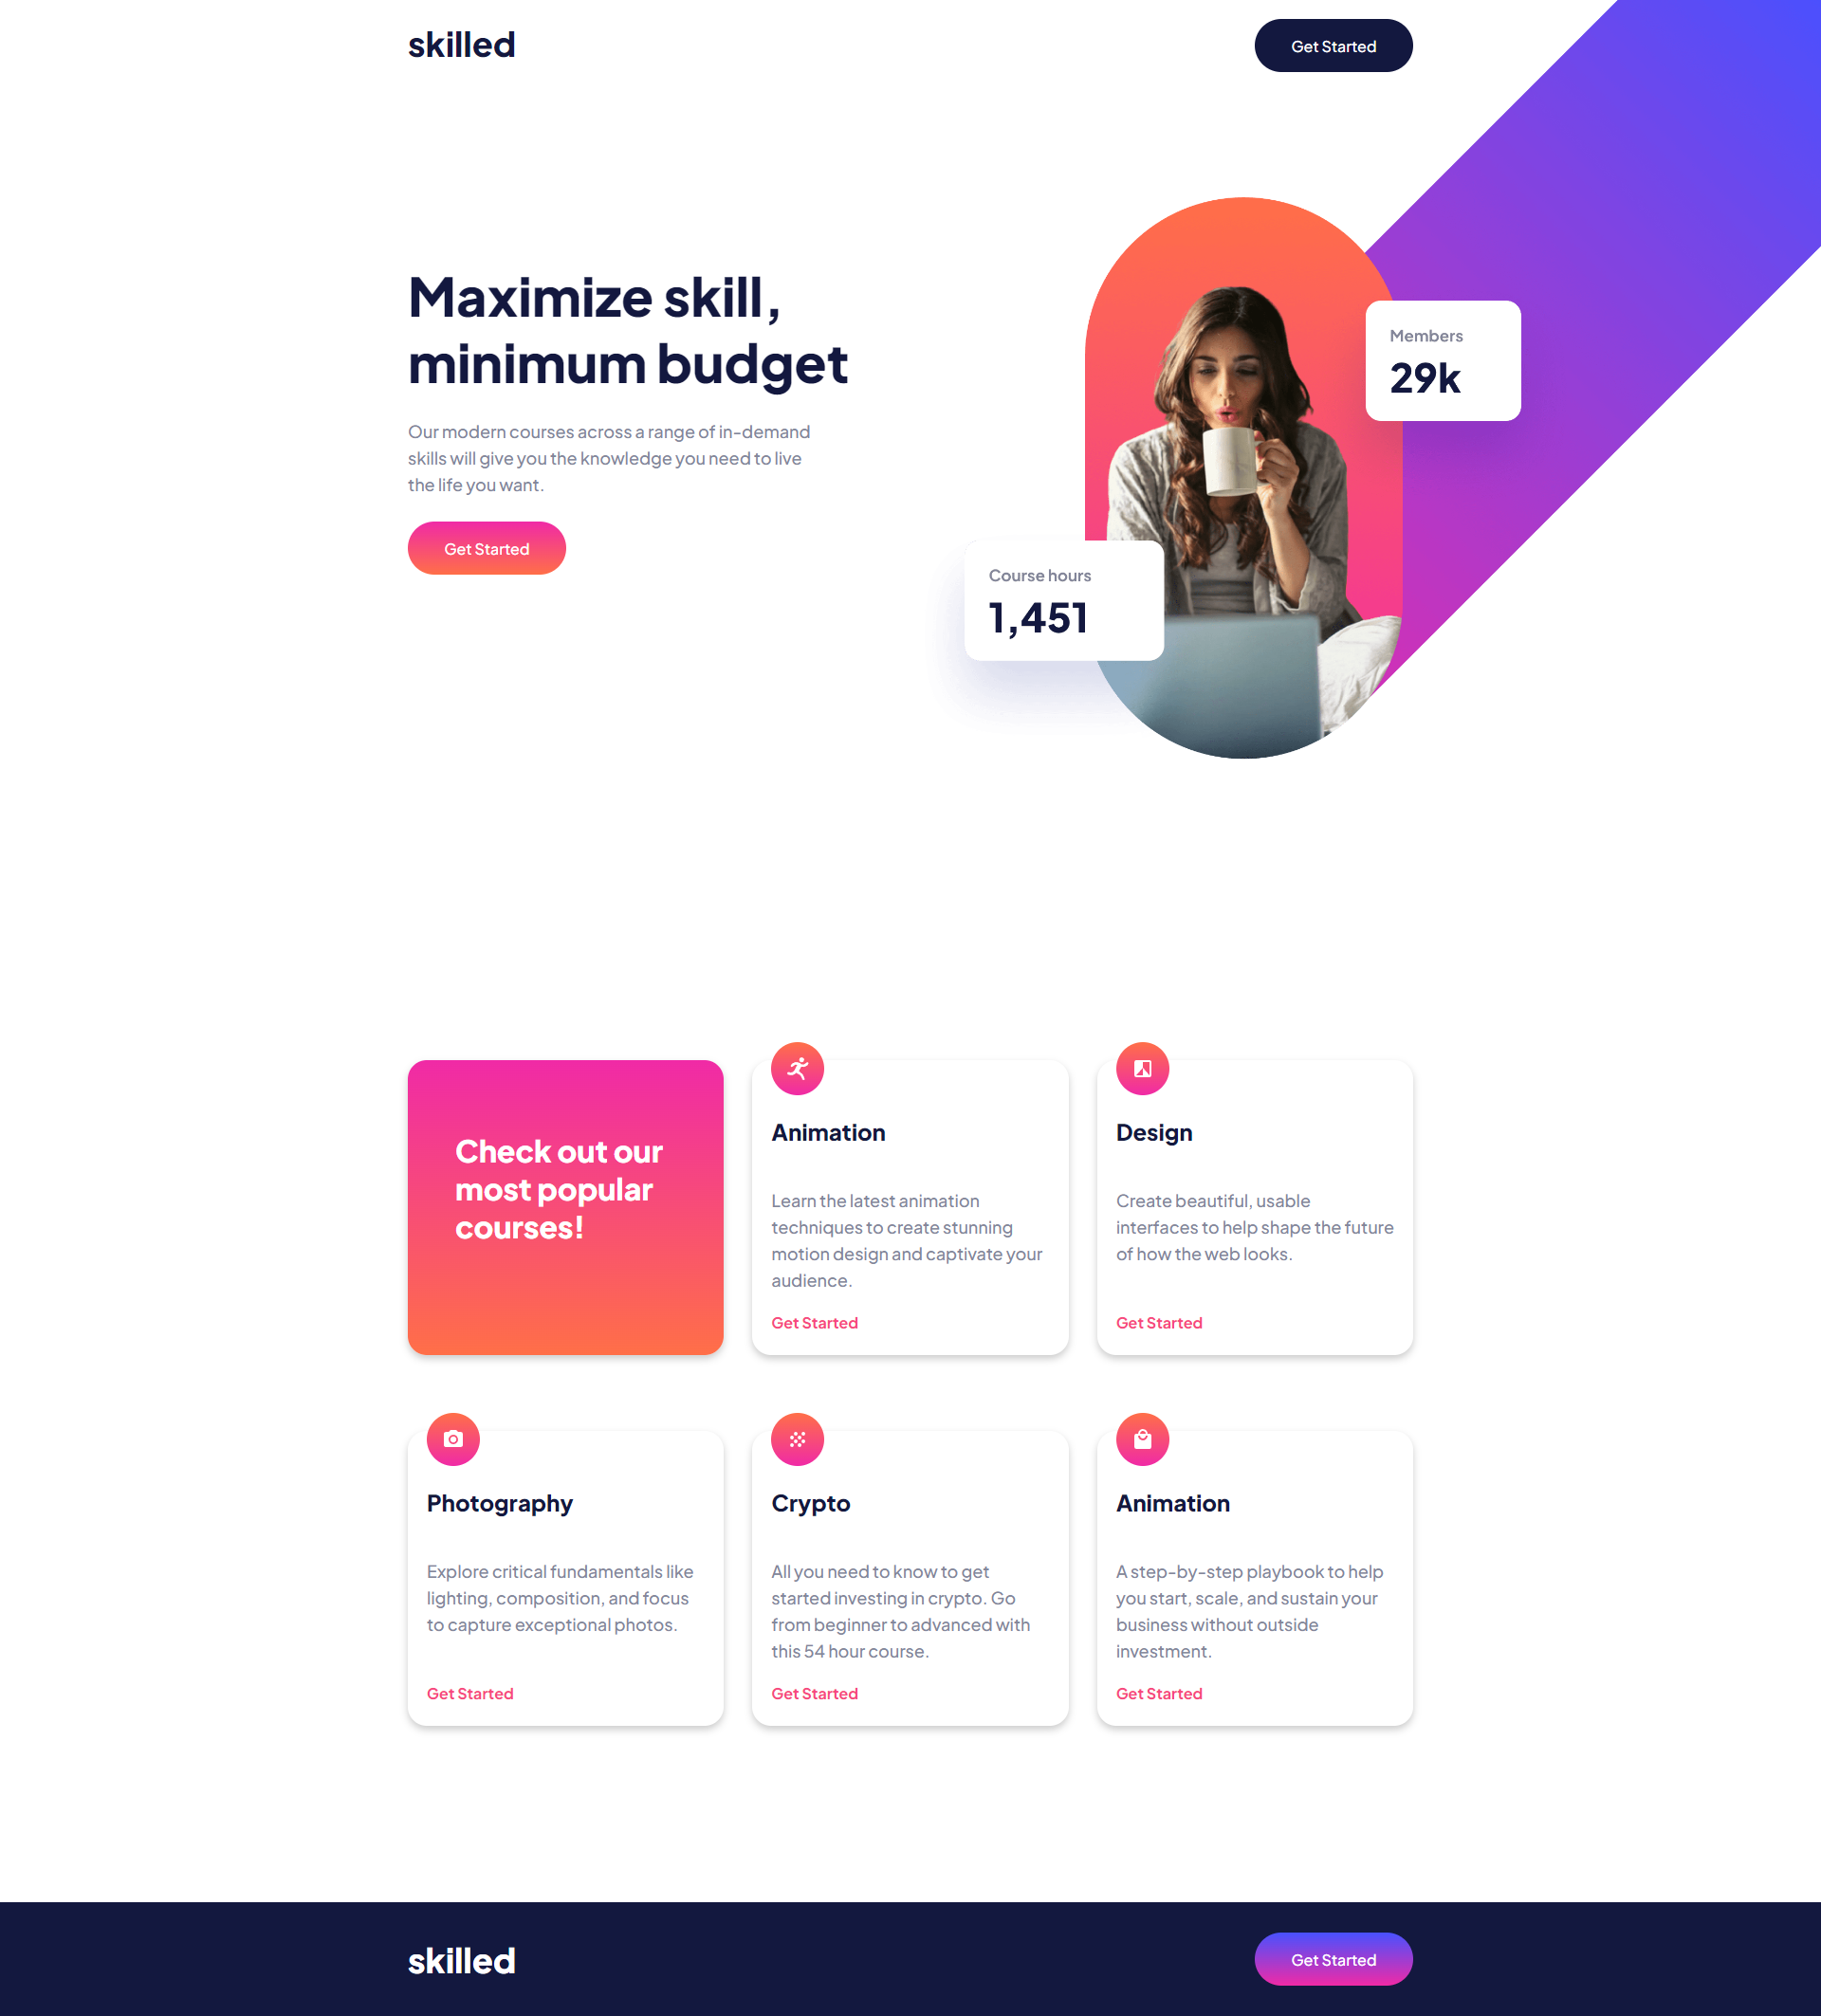 skilled
Get Started
Maximize skill,
minimum budget
Our modern courses across a range of in-demand
skills will give you the knowledge you need to live
the life you want.
Get Started
Members
29k
Course hours
1,451
Check out our
most popular
courses!
Animation
Learn the latest animation
techniques to create stunning
motion design and captivate your
audience.
Get Started
Design
Create beautiful, usable
interfaces to help shape the future
of how the web looks.
Get Started
Photography
Explore critical fundamentals like
lighting, composition, and focus
to capture exceptional photos.
Get Started
Crypto
All you need to know to get
started investing in crypto. Go
from beginner to advanced with
this 54 hour course.
Get Started
Animation
A step-by-step playbook to help
you start, scale, and sustain your
business without outside
investment.
Get Started
skilled
Get Started